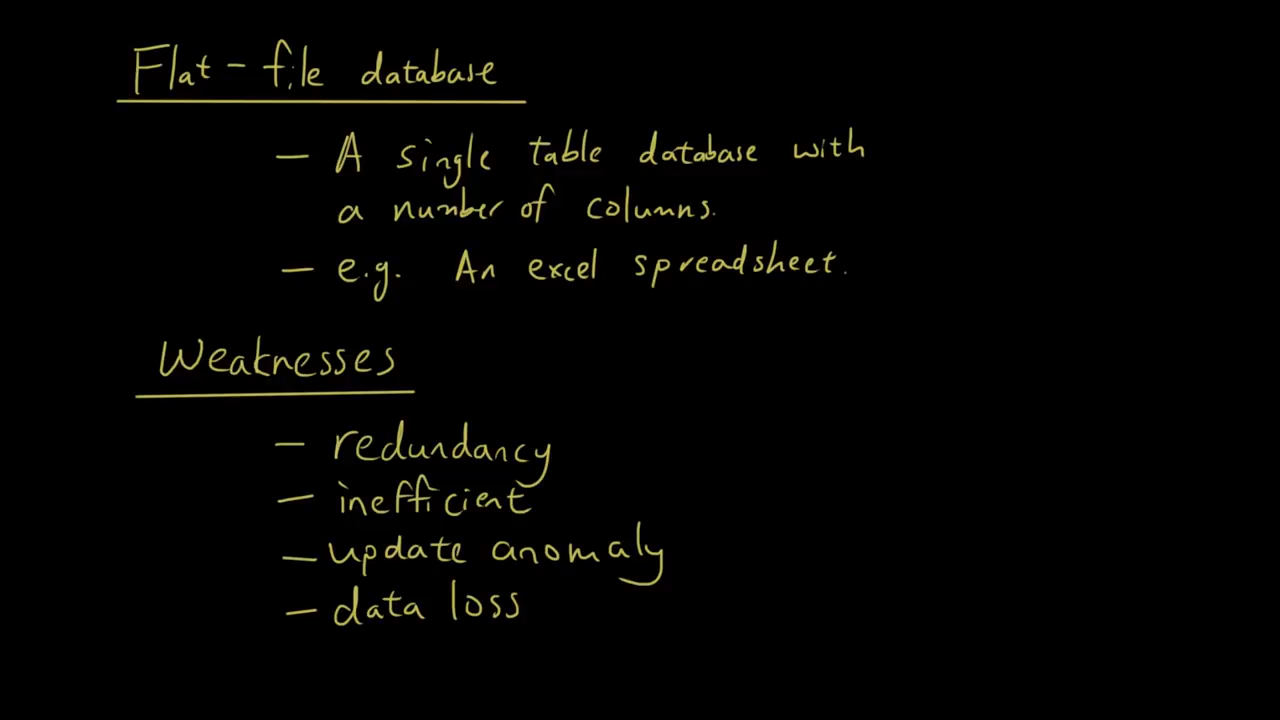 Flat-file database
- A single table database with
a number of columns.
- e.g. An excel spreadsheet.
Weaknesses
- redundancy
- inefficient
- update anomaly
- data loss